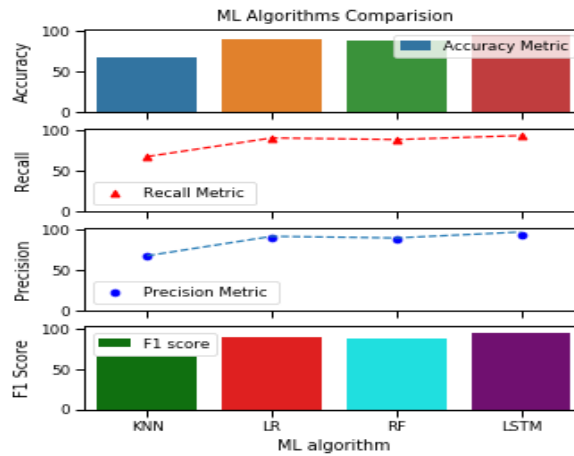 ML Algorithms Comparision
Accuracy
100
50
0
Accuracy Metric
Recall
100
50
0
Recall Metric
Precision
100
50
0
Precision Metric
F1 Score
100
50
0
F1 score
KNN LR RF LSTM
ML algorithm